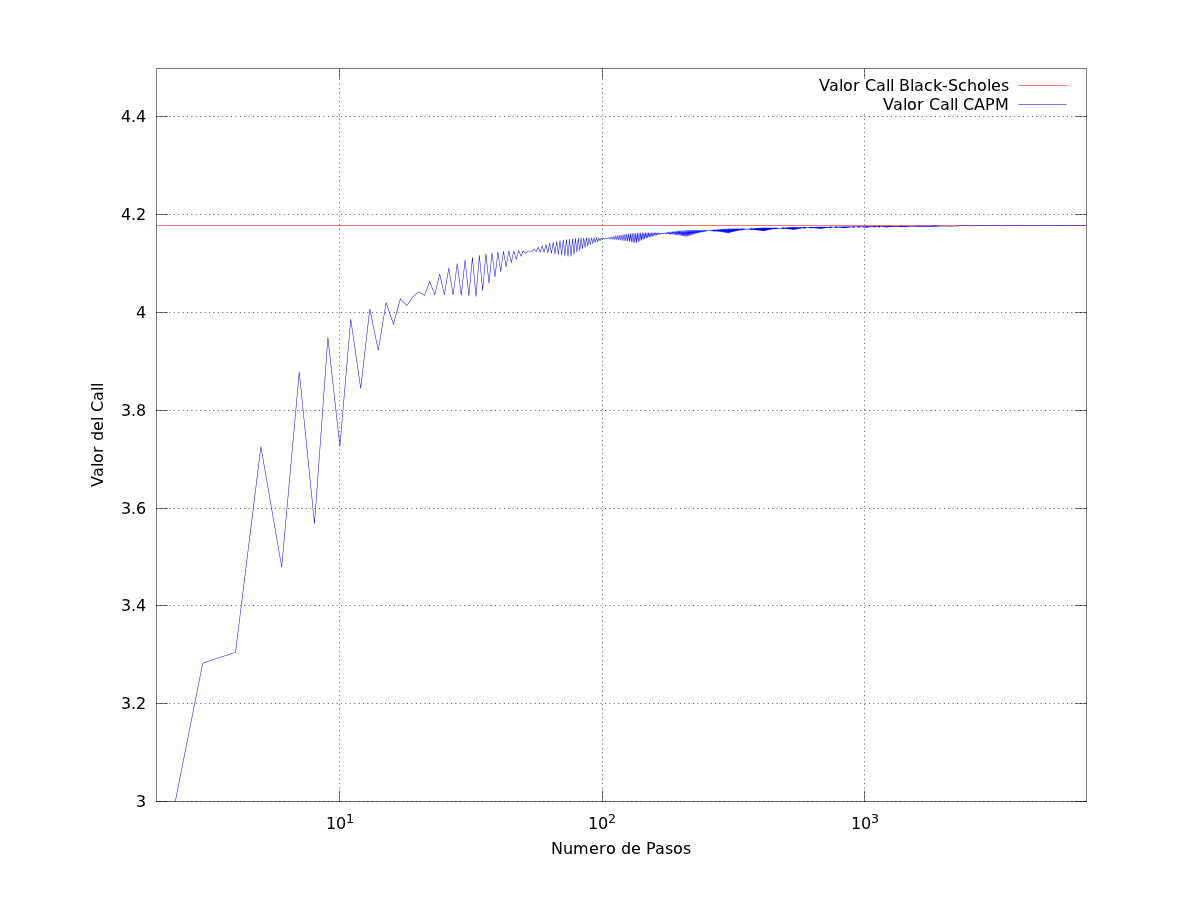 Valor Call Black-Scholes
Valor Call CAPM
4.4
4.2
4
3.8
3.6
3.4
3.2
3
Valor del Call
10^1 10^2 10^3
Numero de Pasos